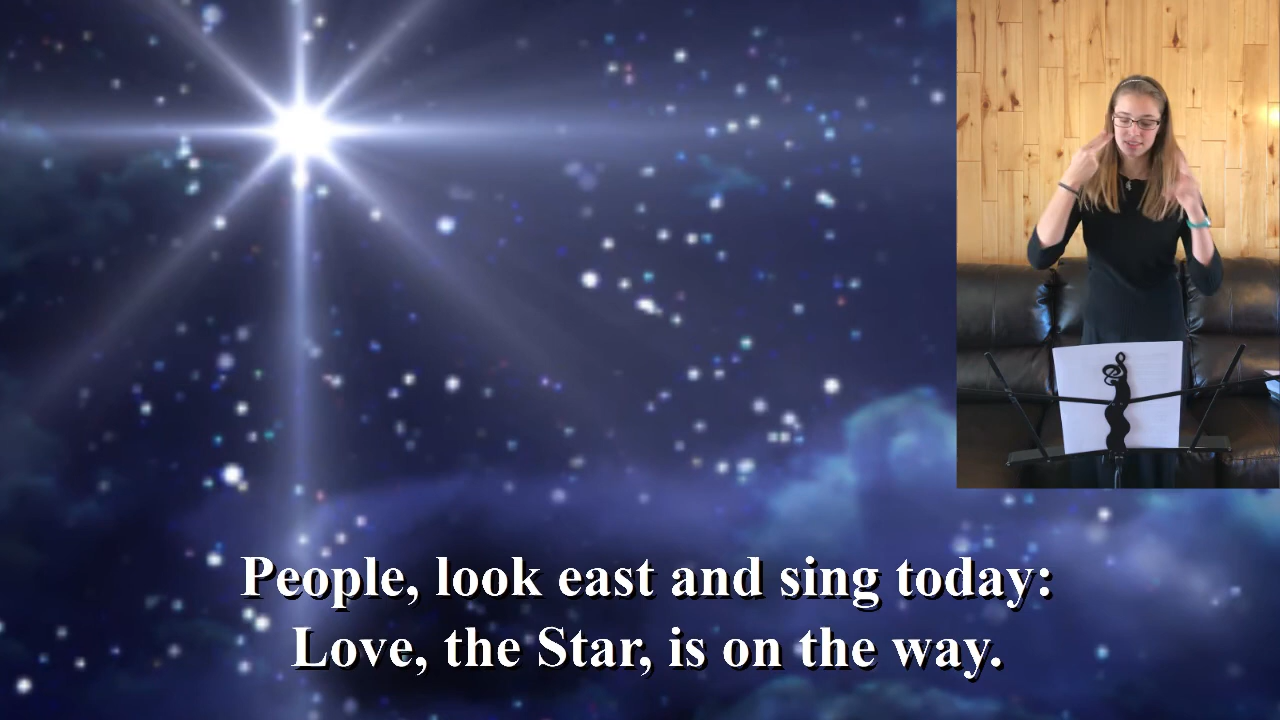 People, look east and sing today:
Love, the Star, is on the way.